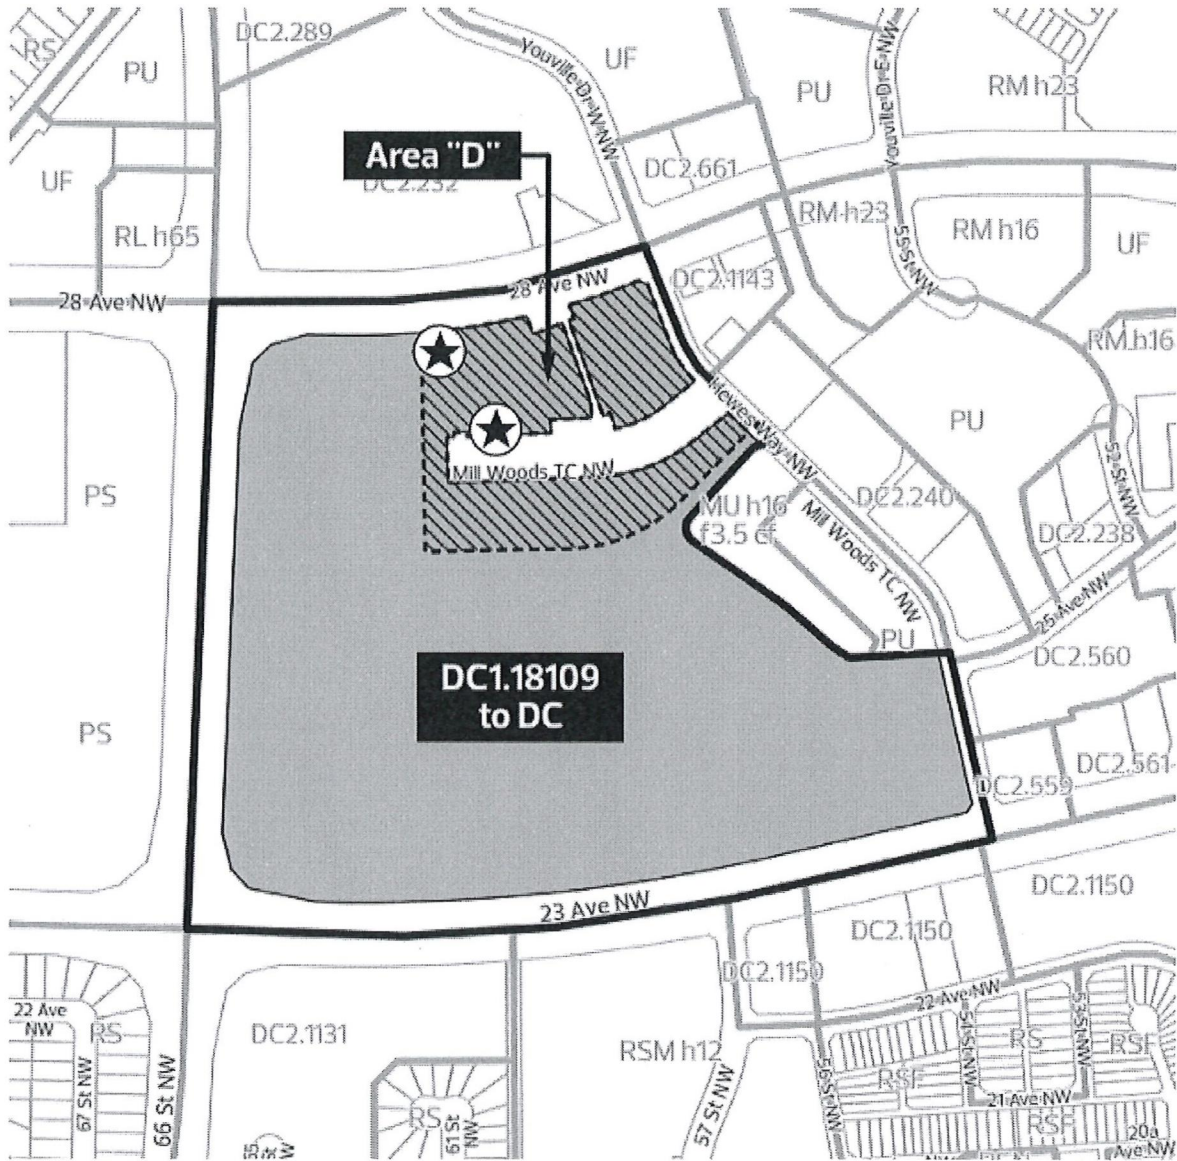 DC2.289
RS
PU
UF
Youville Dr W NW
Youville Dr E NW
PU
RM h23
Area "D"
DC2.232
DC2.661
UF
RL h65
RM h23
RM h16
UF
55 St NW
28 Ave NW
28 Ave NW
DC2.1143
RM h16
Hewes Way NW
PU
PS
Mill Woods TC NW
MU h16
f3.5 cf
DC2.240
52 St NW
Mill Woods TC NW
DC2.238
25 Ave NW
PU
DC2.560
DC1.18109
to DC
PS
DC2.561
DC2.559
23 Ave NW
DC2.1150
DC2.1150
DC2.1150
22 Ave NW
22 Ave
NW
RS
67 St NW
66 St NW
DC2.1131
RSM h12
RS
61 St
NW
57 St NW
56 St NW
54 St NW
53 St NW
RS
RSF
RSF
21 Ave NW
RSF
20a
Ave NW